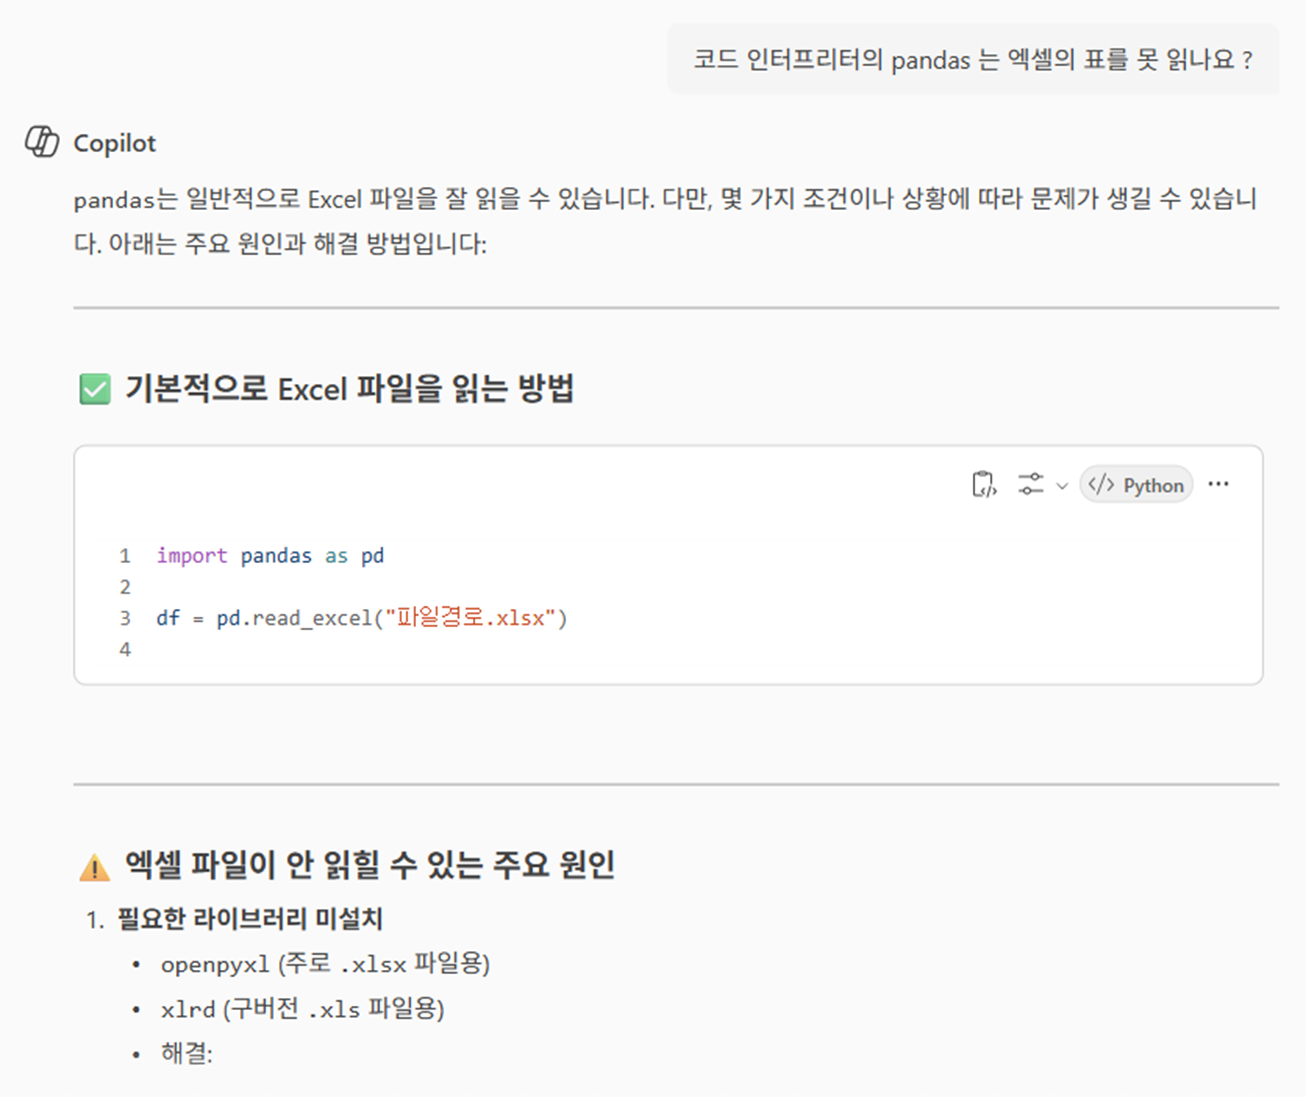 코드 인터프리터의 pandas 는 엑셀의 표를 못 읽나요 ?
Copilot
pandas는 일반적으로 Excel 파일을 잘 읽을 수 있습니다. 다만, 몇 가지 조건이나 상황에 따라 문제가 생길 수 있습니
다. 아래는 주요 원인과 해결 방법입니다:
✅ 기본적으로 Excel 파일을 읽는 방법
</> Python ···
1 import pandas as pd
2
3 df = pd.read_excel("파일경로.xlsx")
4
⚠️ 엑셀 파일이 안 읽힐 수 있는 주요 원인
1. 필요한 라이브러리 미설치
• openpyxl (주로 .xlsx 파일용)
• xlrd (구버전 .xls 파일용)
• 해결: